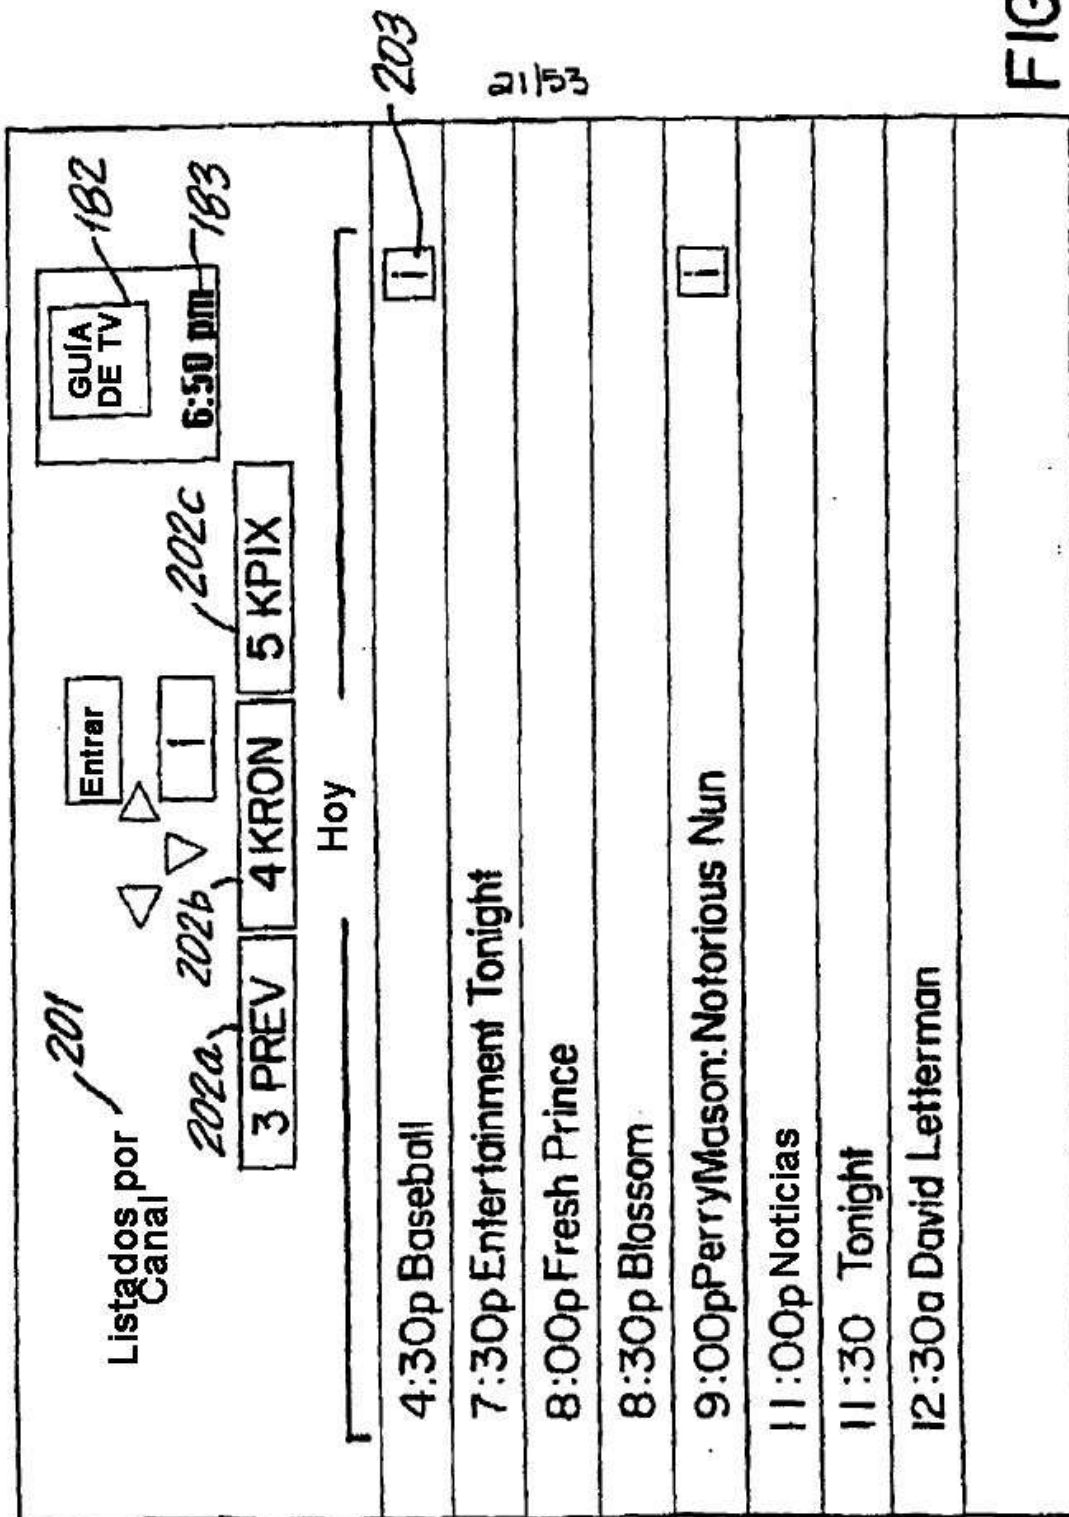 21/53
Listados por
Canal
201
Entrar
i
GUÍA
DE TV
182
6:50 pm
183
202a
202b
202c
3 PREV
4 KRON
5 KPIX
Hoy
4:30p Baseball
i
203
7:30p Entertainment Tonight
8:00p Fresh Prince
8:30p Blossom
9:00p Perry Mason: Notorious Nun
i
11:00p Noticias
11:30 Tonight
12:30a David Letterman
FIG